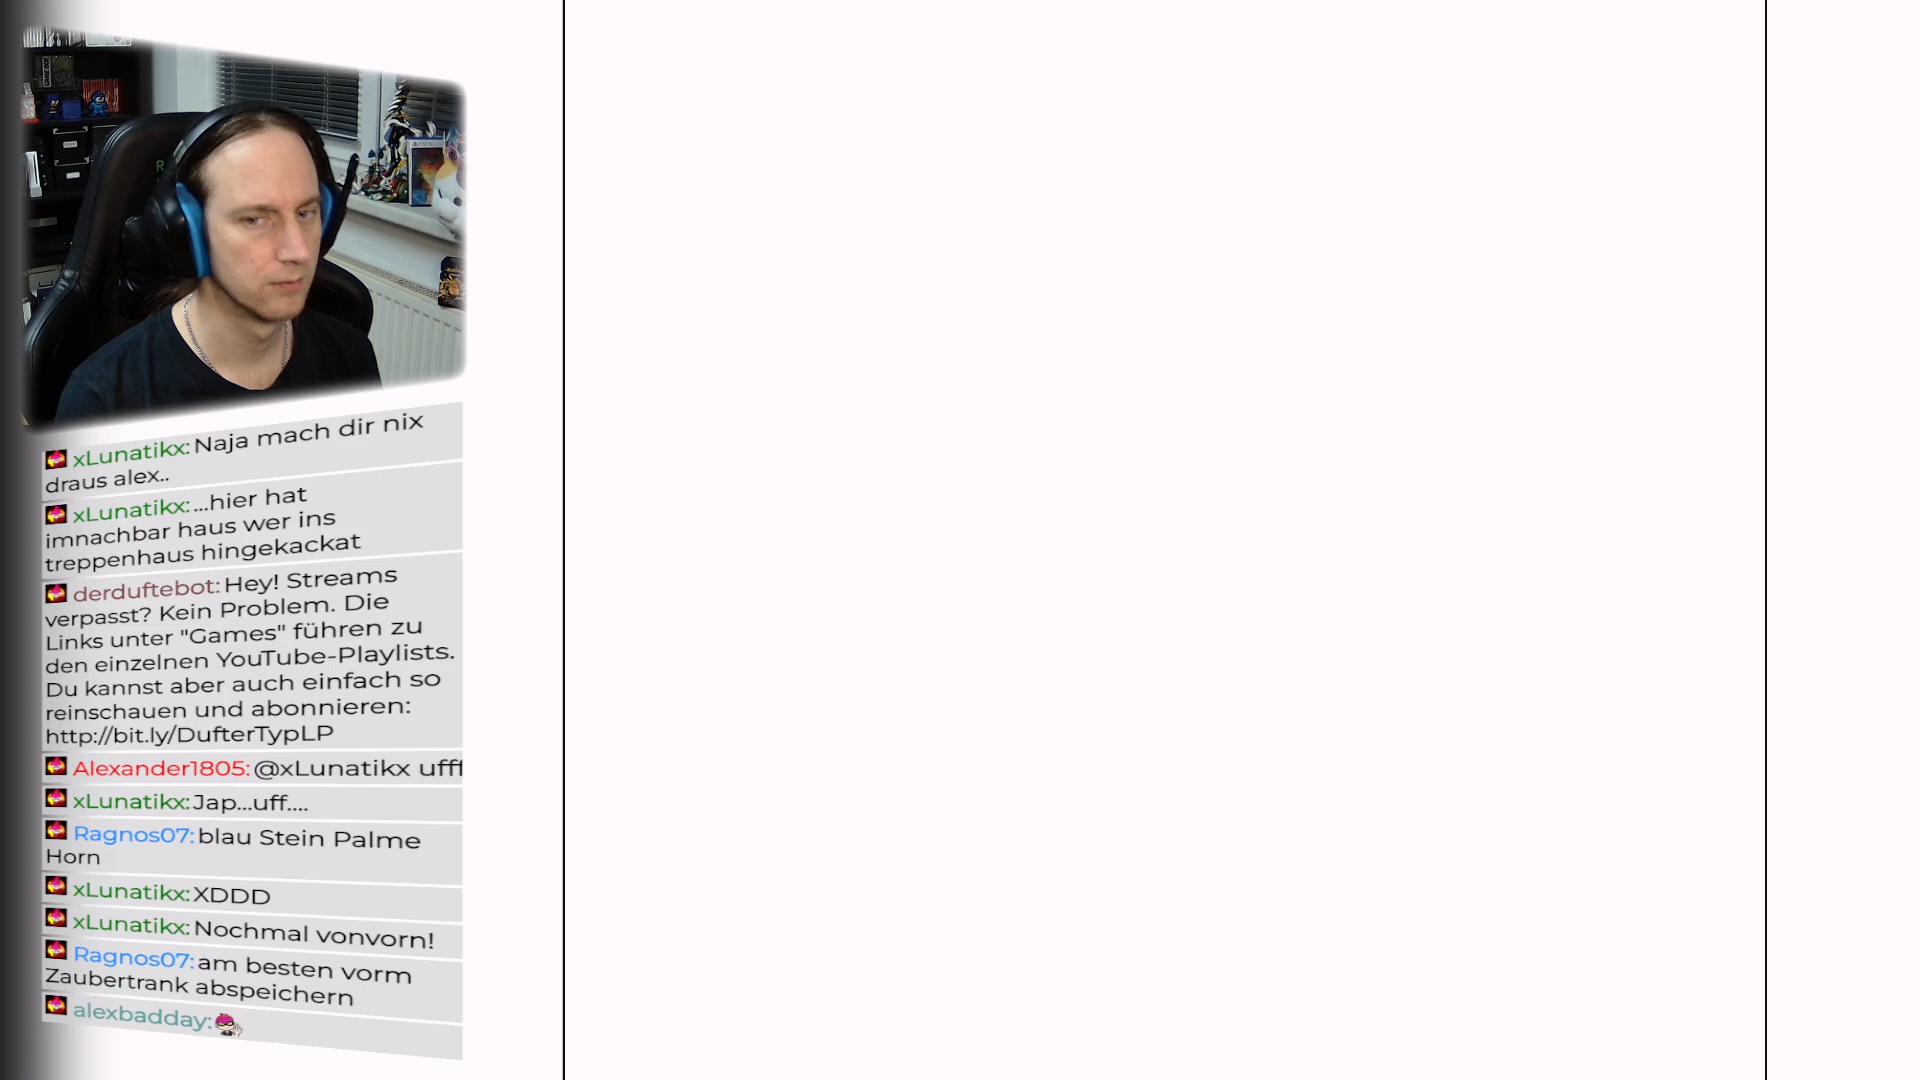 xLunatikx: Naja mach dir nix
draus alex..
xLunatikx: ...hier hat
imnachbar haus wer ins
treppenhaus hingekackat
derduftebot: Hey! Streams
verpasst? Kein Problem. Die
Links unter "Games" führen zu
den einzelnen YouTube-Playlists.
Du kannst aber auch einfach so
reinschauen und abonnieren:
http://bit.ly/DufterTypLP
Alexander1805: @xLunatikx ufff
xLunatikx: Jap...uff....
Ragnos07: blau Stein Palme
Horn
xLunatikx: XDDD
xLunatikx: Nochmal vonvorn!
Ragnos07: am besten vorm
Zaubertrank abspeichern
alexbadday: